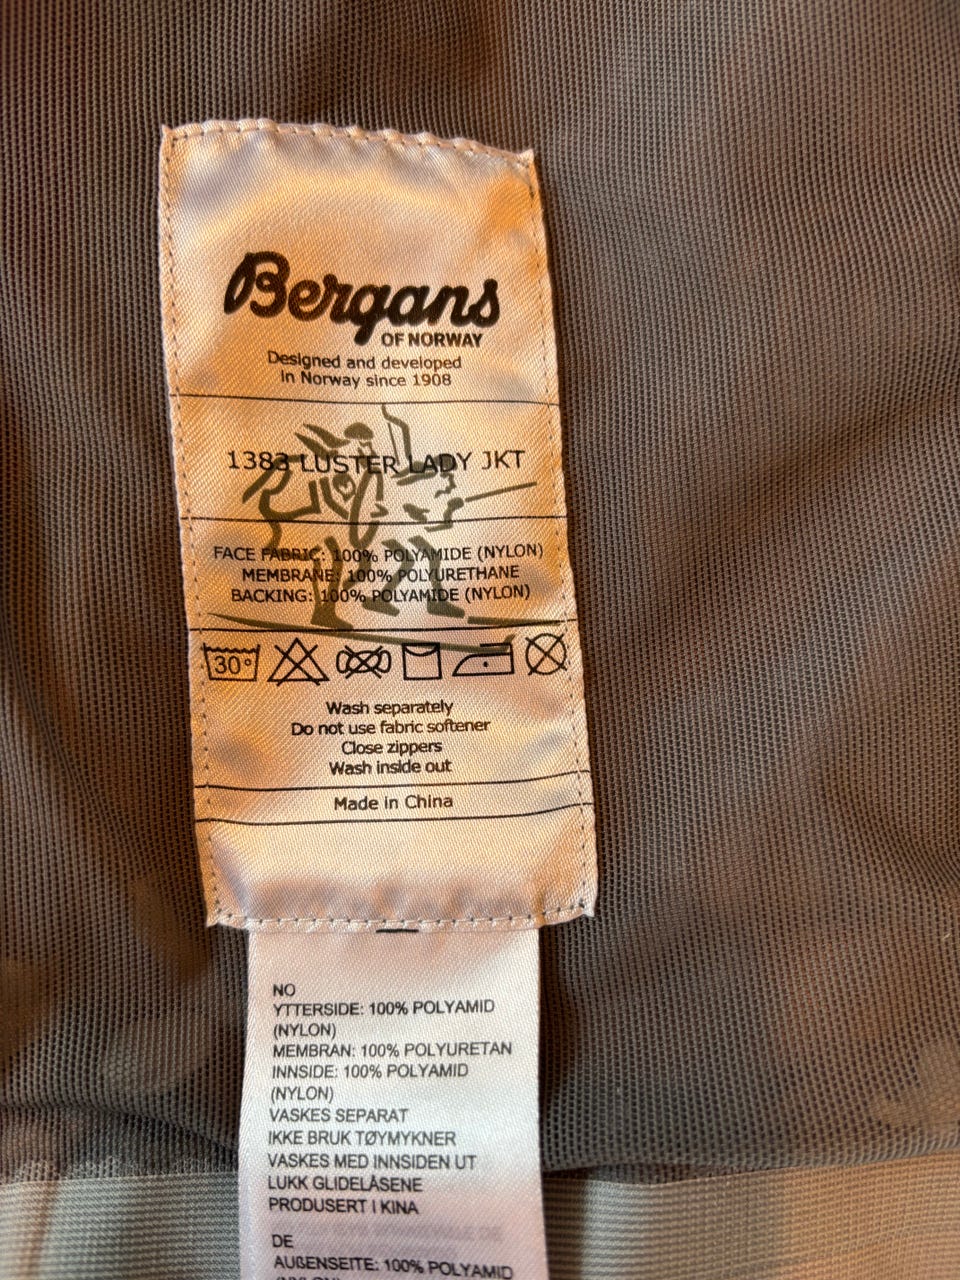 Bergans
OF NORWAY
Designed and developed
in Norway since 1908
1383 LUSTER LADY JKT
FACE FABRIC: 100% POLYAMIDE (NYLON)
MEMBRANE: 100% POLYURETHANE
BACKING: 100% POLYAMIDE (NYLON)
30°
Wash separately
Do not use fabric softener
Close zippers
Wash inside out
Made in China
NO
YTTERSIDE: 100% POLYAMID
(NYLON)
MEMBRAN: 100% POLYURETAN
INNSIDE: 100% POLYAMID
(NYLON)
VASKES SEPARAT
IKKE BRUK TØYMYKNER
VASKES MED INNSIDEN UT
LUKK GLIDELÅSENE
PRODUSERT I KINA
DE
AUßENSEITE: 100% POLYAMID
(NYLON)